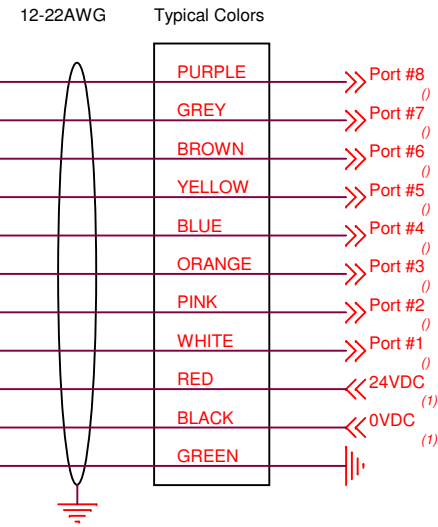 12-22AWG Typical Colors
PURPLE Port #8
()
GREY Port #7
()
BROWN Port #6
()
YELLOW Port #5
()
BLUE Port #4
()
ORANGE Port #3
()
PINK Port #2
()
WHITE Port #1
()
RED 24VDC
(1)
BLACK 0VDC
(1)
GREEN